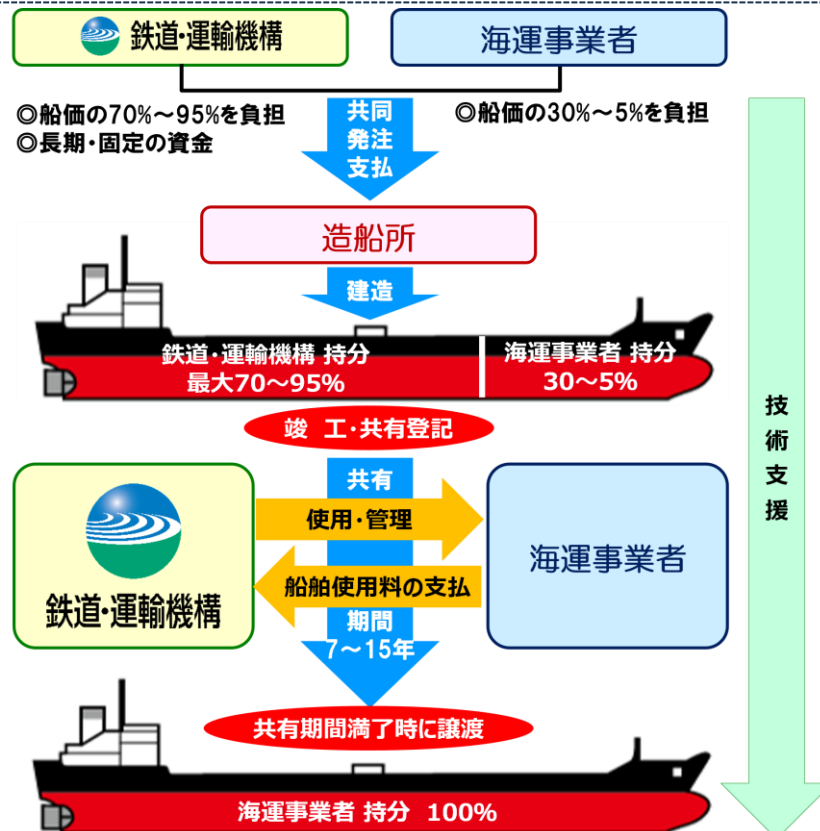 鉄道・運輸機構
海運事業者
◎船価の70%～95%を負担
◎長期・固定の資金
共同
発注
支払
◎船価の30%～5%を負担
造船所
建造
鉄道・運輸機構 持分
最大70～95%
海運事業者 持分
30～5%
竣 工・共有登記
共有
使用・管理
船舶使用料の支払
期間
7～15年
鉄道・運輸機構
海運事業者
共有期間満了時に譲渡
海運事業者 持分 100%
技術支援